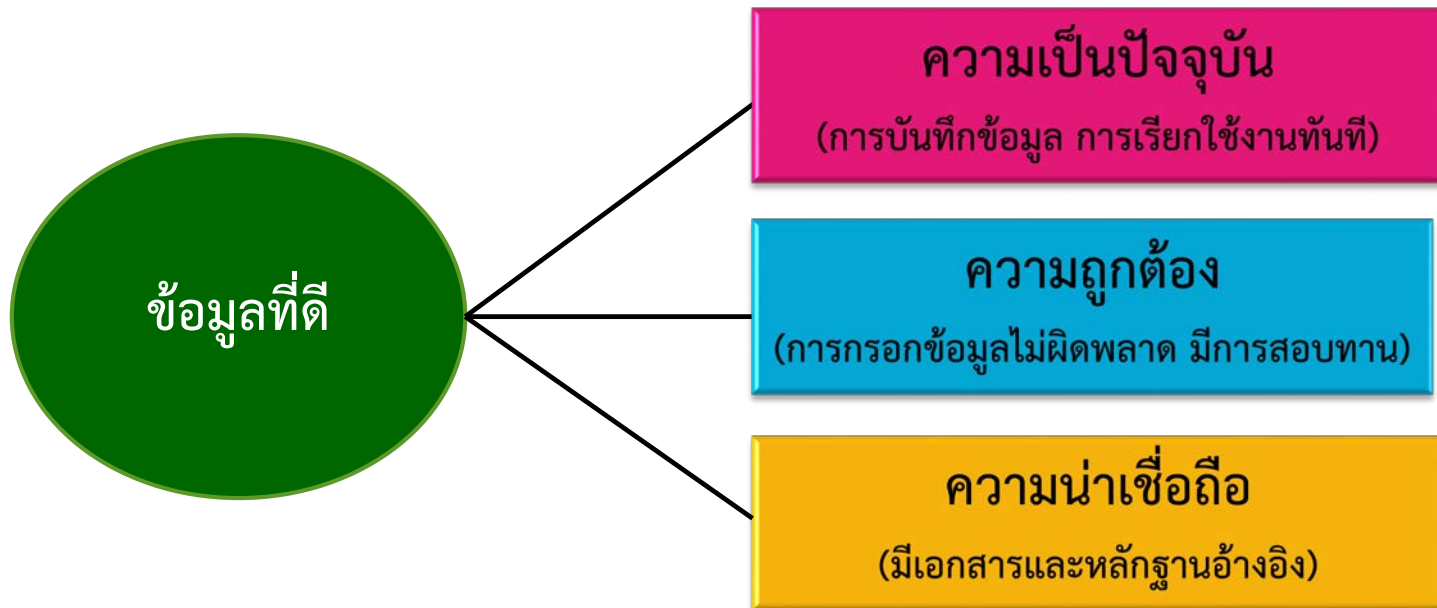 ข้อมูลที่ดี
ความเป็นปัจจุบัน
(การบันทึกข้อมูล การเรียกใช้งานทันที)
ความถูกต้อง
(การกรอกข้อมูลไม่ผิดพลาด มีการสอบทาน)
ความน่าเชื่อถือ
(มีเอกสารและหลักฐานอ้างอิง)